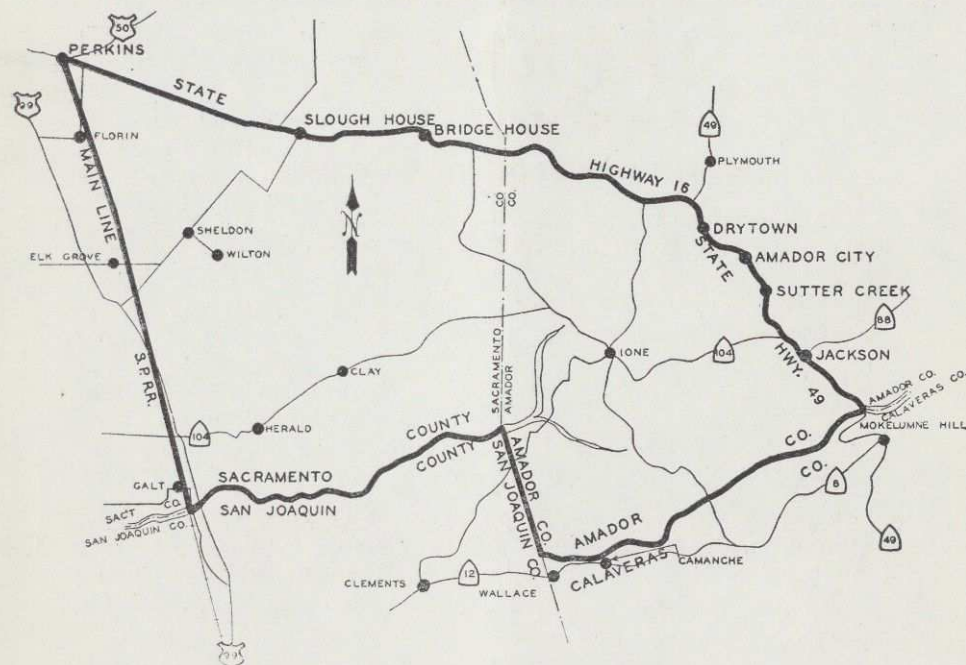 50
PERKINS
99
STATE
SLOUGH HOUSE
BRIDGE HOUSE
FLORIN
MAIN LINE
HIGHWAY 16
49
PLYMOUTH
CO.
CO.
N
SHELDON
WILTON
ELK GROVE
DRYTOWN
STATE
AMADOR CITY
SUTTER CREEK
88
S.P.R.R.
SACRAMENTO
AMADOR
IONE
104
HWY. 49
JACKSON
CLAY
AMADOR CO.
CALAVERAS CO.
MOKELUMNE HILL
104
HERALD
COUNTY
COUNTY
AMADOR CO.
SAN JOAQUIN CO.
CO.
CO.
8
GALT
SACRAMENTO
SAN JOAQUIN
SACT CO.
SAN JOAQUIN CO.
AMADOR
CALAVERAS
49
CAMANCHE
CLEMENTS
12
WALLACE
99